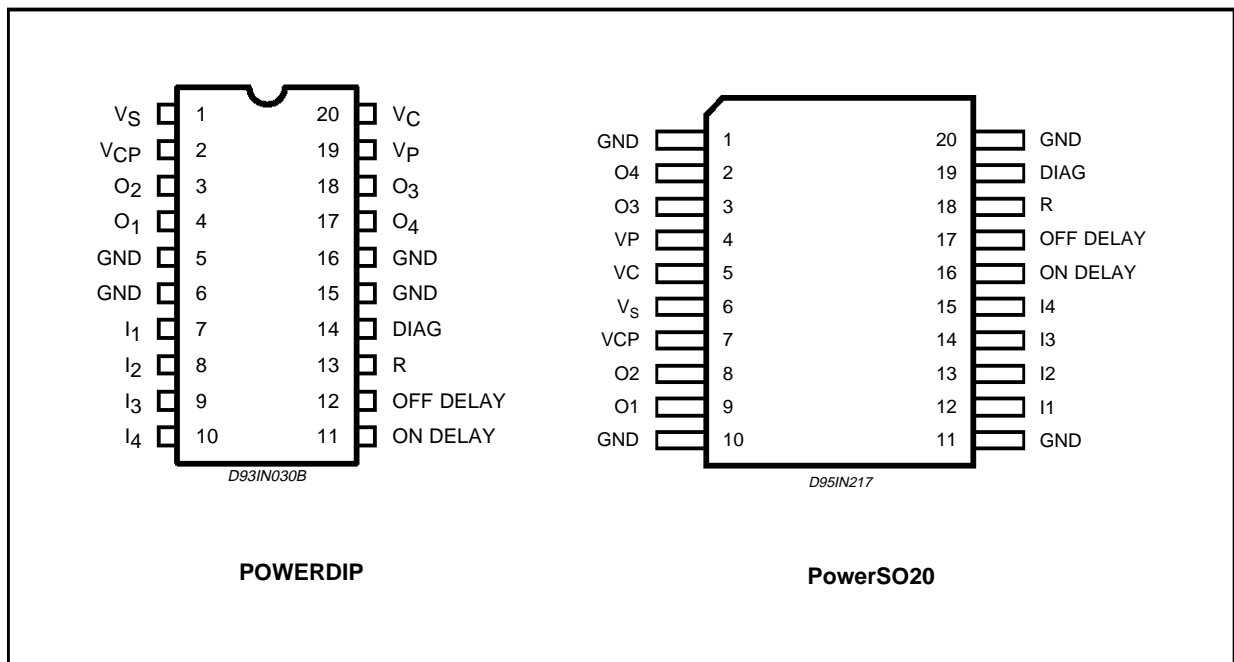 VS 1 20 VC
VCP 2 19 VP
O2 3 18 O3
O1 4 17 O4
GND 5 16 GND
GND 6 15 GND
I1 7 14 DIAG
I2 8 13 R
I3 9 12 OFF DELAY
I4 10 11 ON DELAY
D93IN030B
POWERDIP
GND 1 20 GND
O4 2 19 DIAG
O3 3 18 R
VP 4 17 OFF DELAY
VC 5 16 ON DELAY
VS 6 15 I4
VCP 7 14 I3
O2 8 13 I2
O1 9 12 I1
GND 10 11 GND
D95IN217
PowerSO20